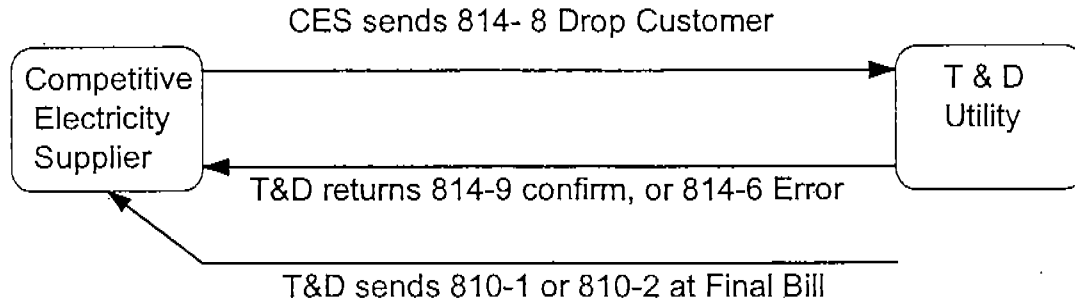 CES sends 814- 8 Drop Customer
Competitive
Electricity
Supplier
T & D
Utility
T&D returns 814-9 confirm, or 814-6 Error
T&D sends 810-1 or 810-2 at Final Bill